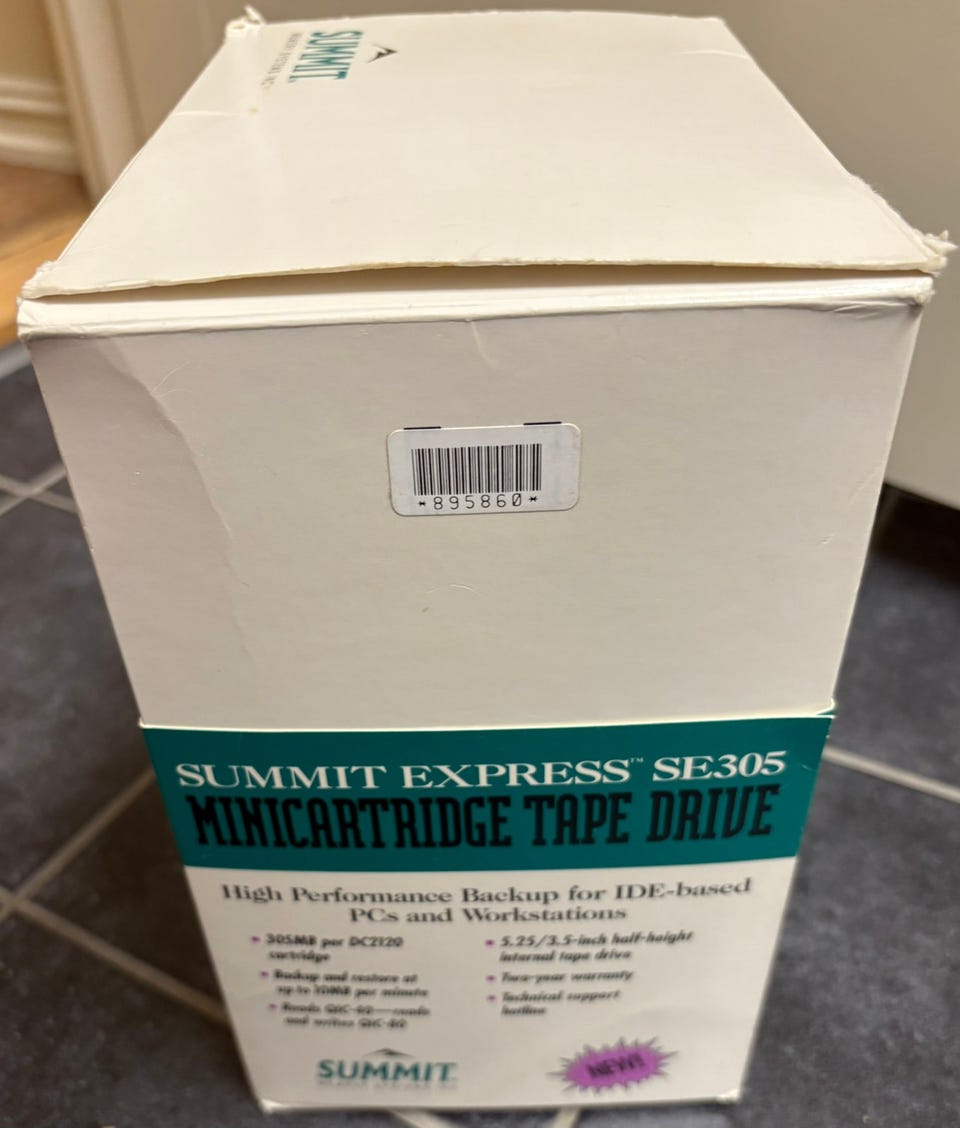 SUMMIT
*895860*
SUMMIT EXPRESS™ SE305
MINICARTRIDGE TAPE DRIVE
High Performance Backup for IDE-based
PCs and Workstations
• 305MB per DC2120
cartridge
• Backup and restore at
up to 10MB per minute
• Reads QIC-40—reads
and writes QIC-80
• 5.25/3.5-inch half-height
internal tape drive
• Two-year warranty
• Technical support
hotline
SUMMIT
NEW!